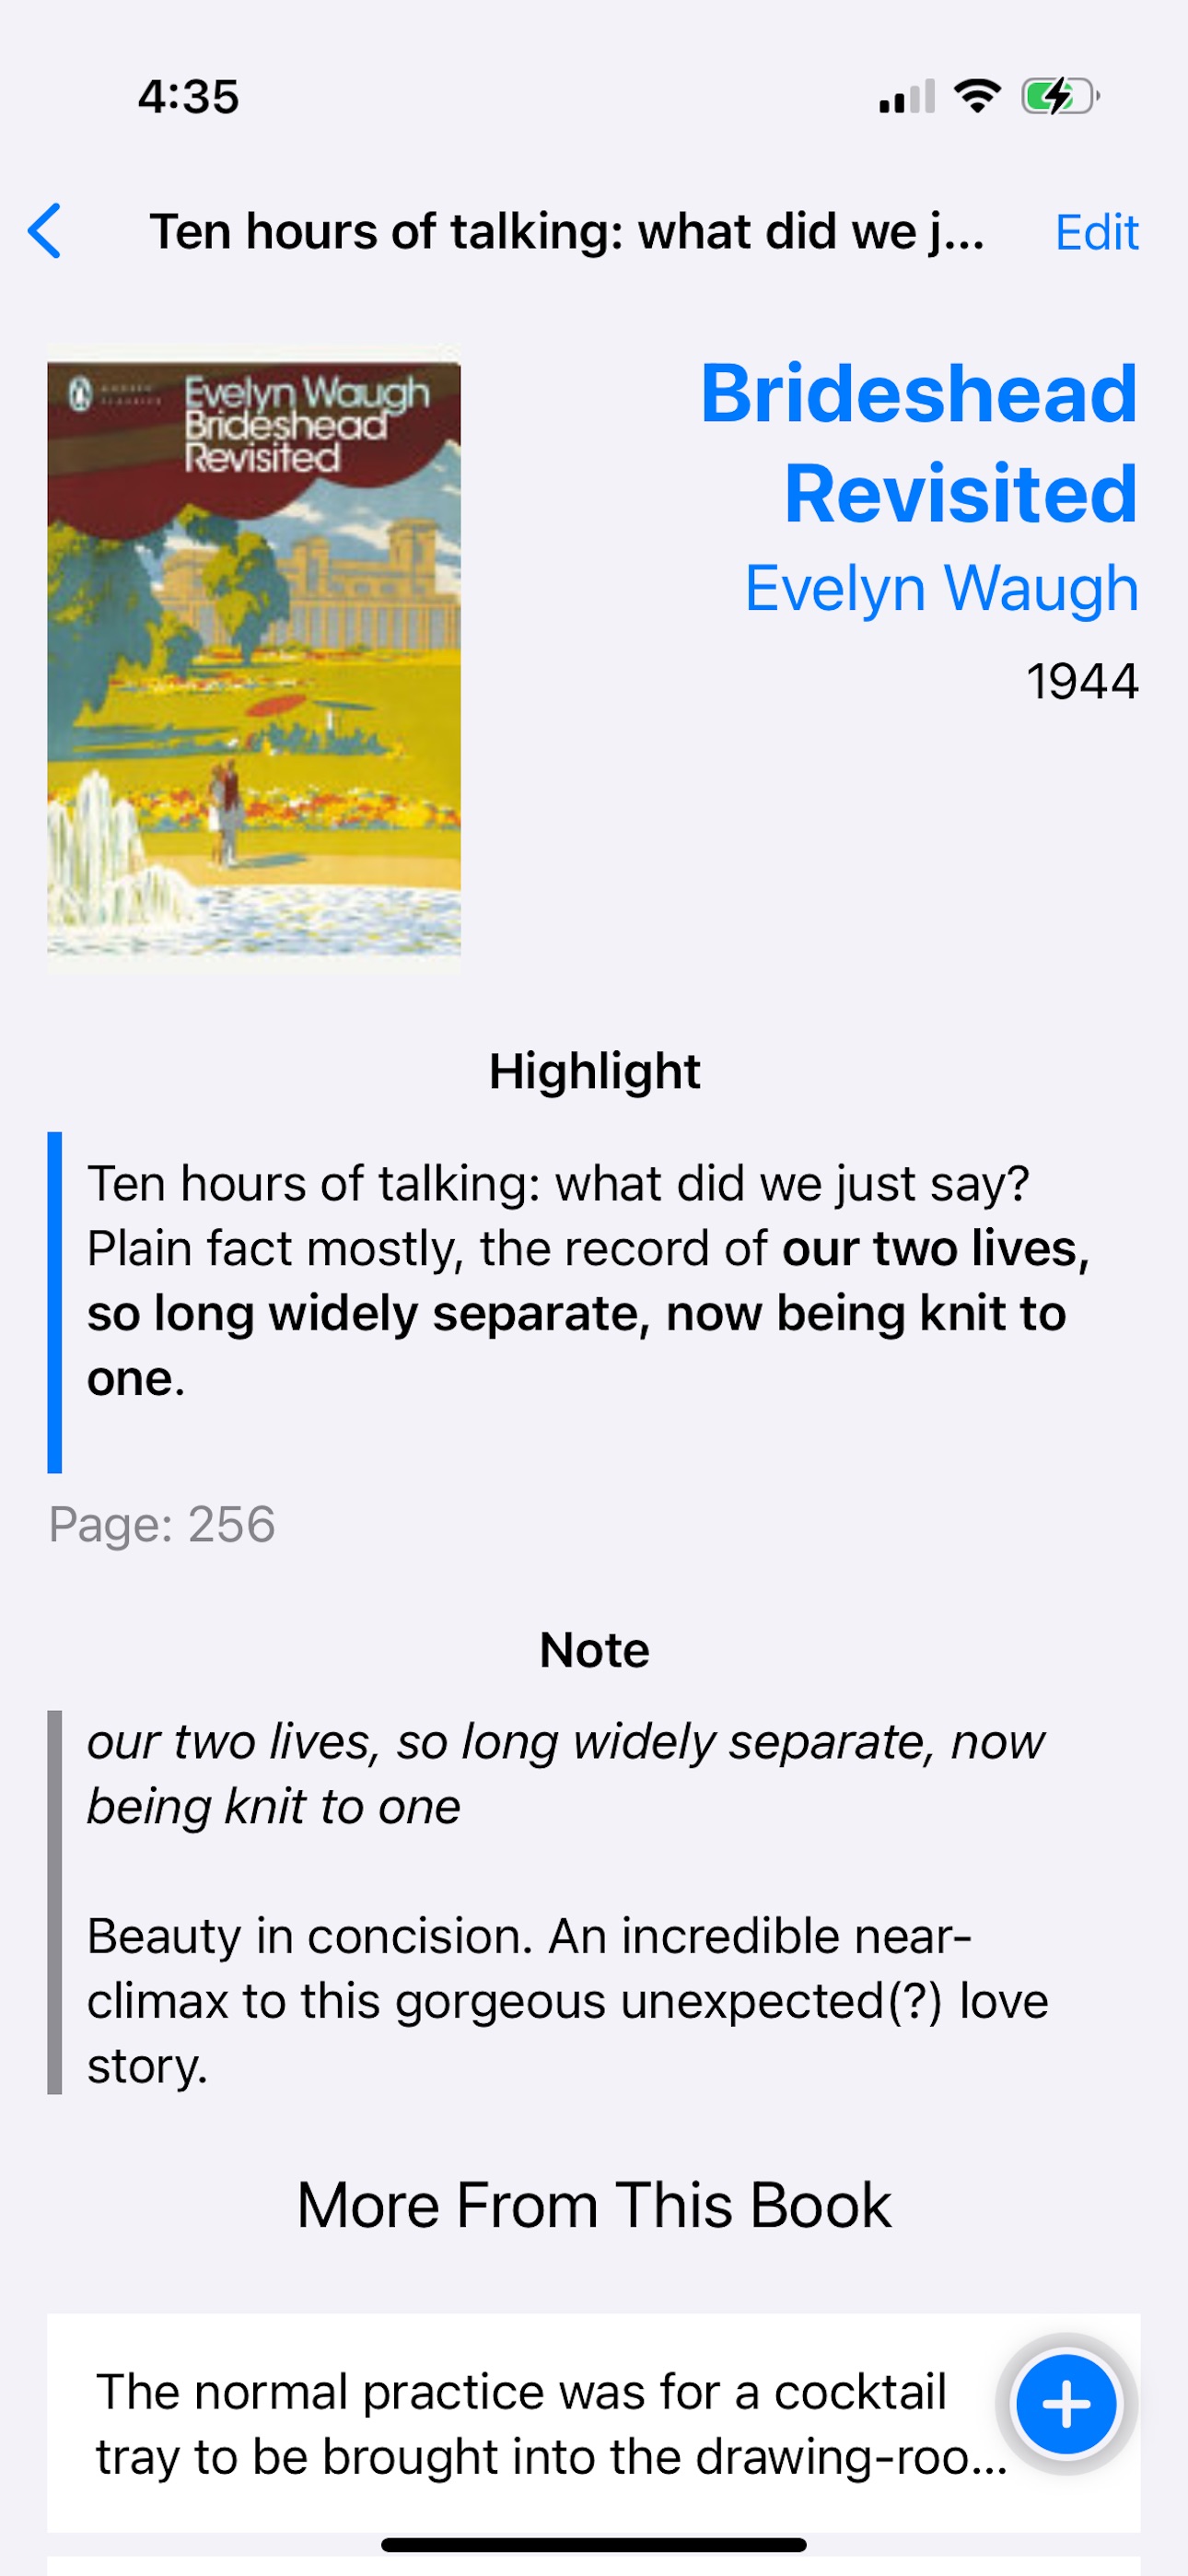 4:35
Ten hours of talking: what did we j...
Edit
Evelyn Waugh
Brideshead
Revisited
Brideshead
Revisited
Evelyn Waugh
1944
Highlight
Ten hours of talking: what did we just say?
Plain fact mostly, the record of our two lives,
so long widely separate, now being knit to
one.
Page: 256
Note
our two lives, so long widely separate, now
being knit to one
Beauty in concision. An incredible near-
climax to this gorgeous unexpected(?) love
story.
More From This Book
The normal practice was for a cocktail
tray to be brought into the drawing-roo...